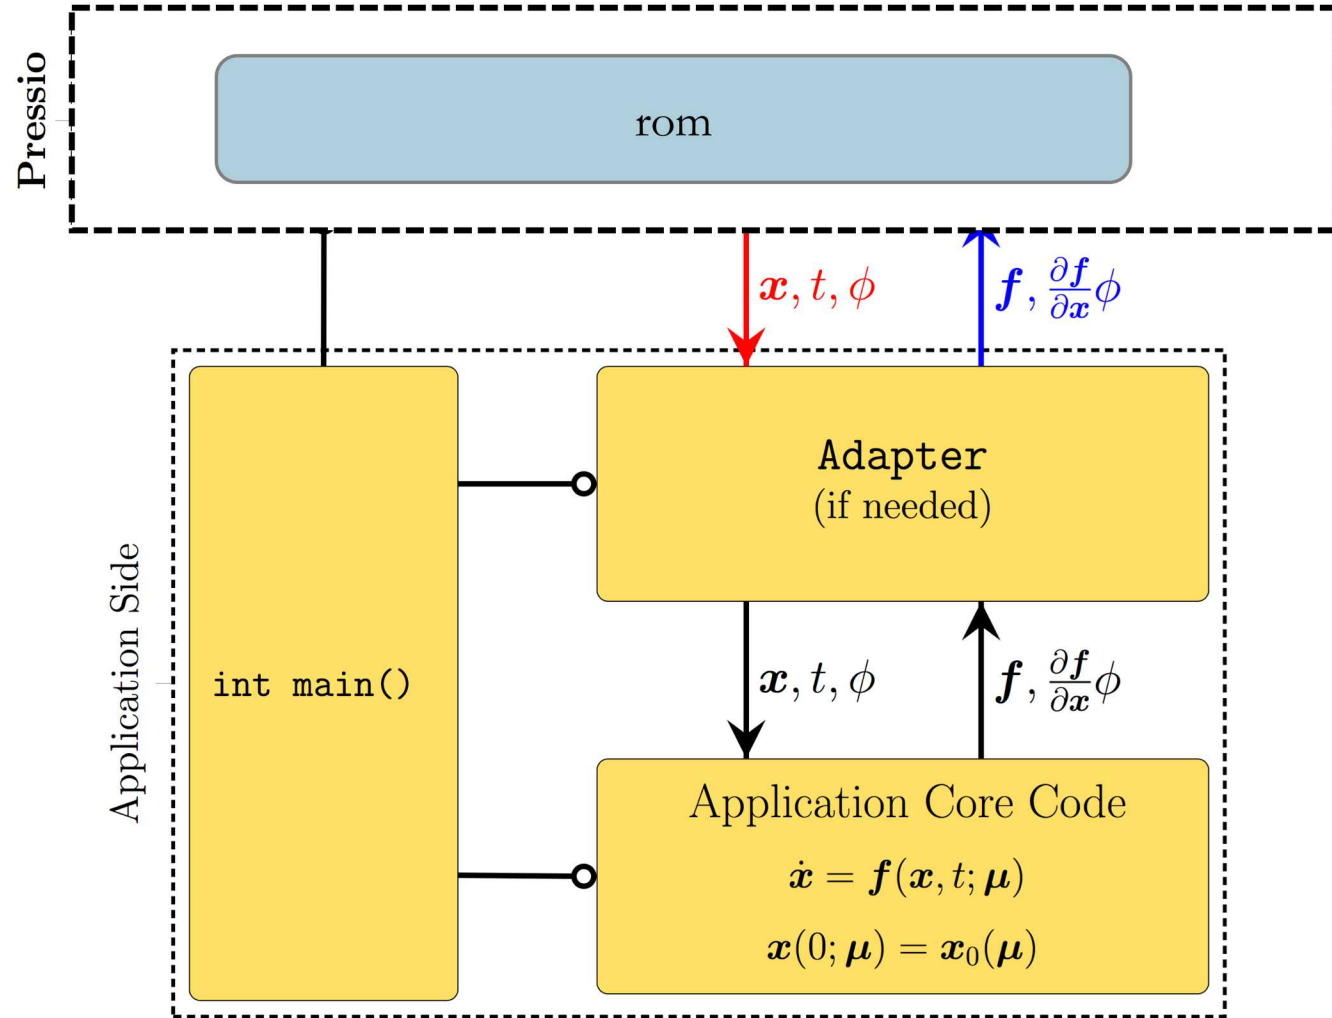 Pressio
rom
x, t, ϕ
f, ∂f/∂x ϕ
Application Side
int main()
Adapter
(if needed)
x, t, ϕ
f, ∂f/∂x ϕ
Application Core Code
ẋ = f(x, t; μ)
x(0; μ) = x₀(μ)